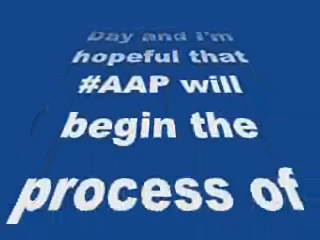 Day and I'm
hopeful that
#AAP will
begin the
process of